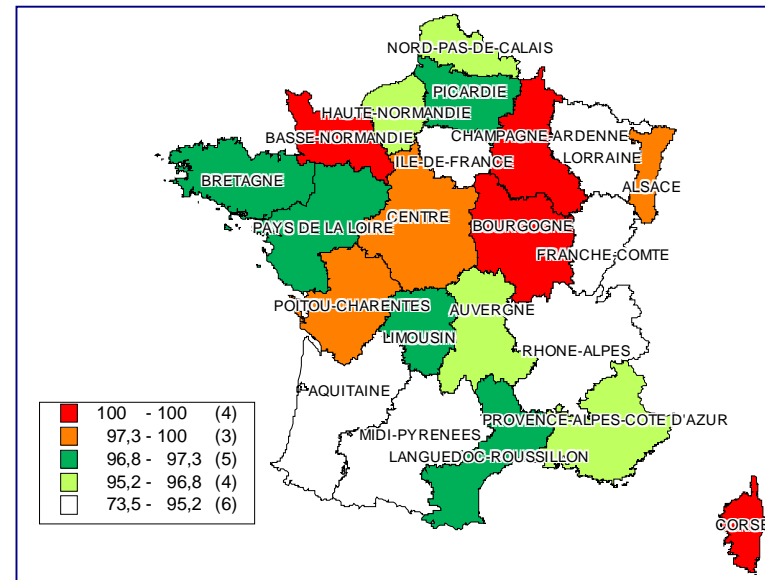 NORD-PAS-DE-CALAIS
PICARDIE
HAUTE-NORMANDIE
BASSE-NORMANDIE
CHAMPAGNE-ARDENNE
ILE-DE-FRANCE
LORRAINE
ALSACE
BRETAGNE
PAYS DE LA LOIRE
CENTRE
BOURGOGNE
FRANCHE-COMTE
POITOU-CHARENTES
AUVERGNE
LIMOUSIN
RHONE-ALPES
AQUITAINE
PROVENCE-ALPES-COTE D'AZUR
MIDI-PYRENEES
LANGUEDOC-ROUSSILLON
CORSE
100 - 100 (4)
97,3 - 100 (3)
96,8 - 97,3 (5)
95,2 - 96,8 (4)
73,5 - 95,2 (6)